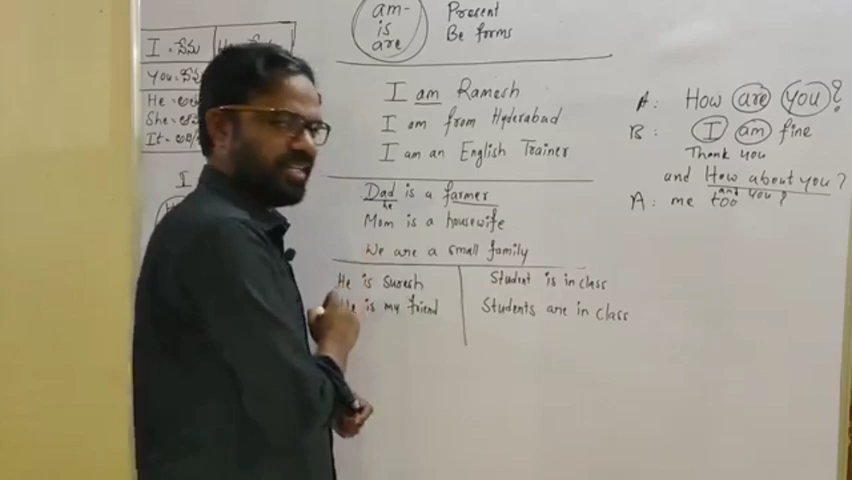 am-
is
are
Present
Be forms
I = నేను
You =
He =
She =
It =
I
I am Ramesh
I am from Hyderabad
I am an English Trainer
Dad is a farmer
he
Mom is a housewife
We are a small family
He is Suresh
He is my friend
Student is in class
Students are in class
A: How are you?
B: I am fine
Thank you
and How about you?
and you?
A: me too